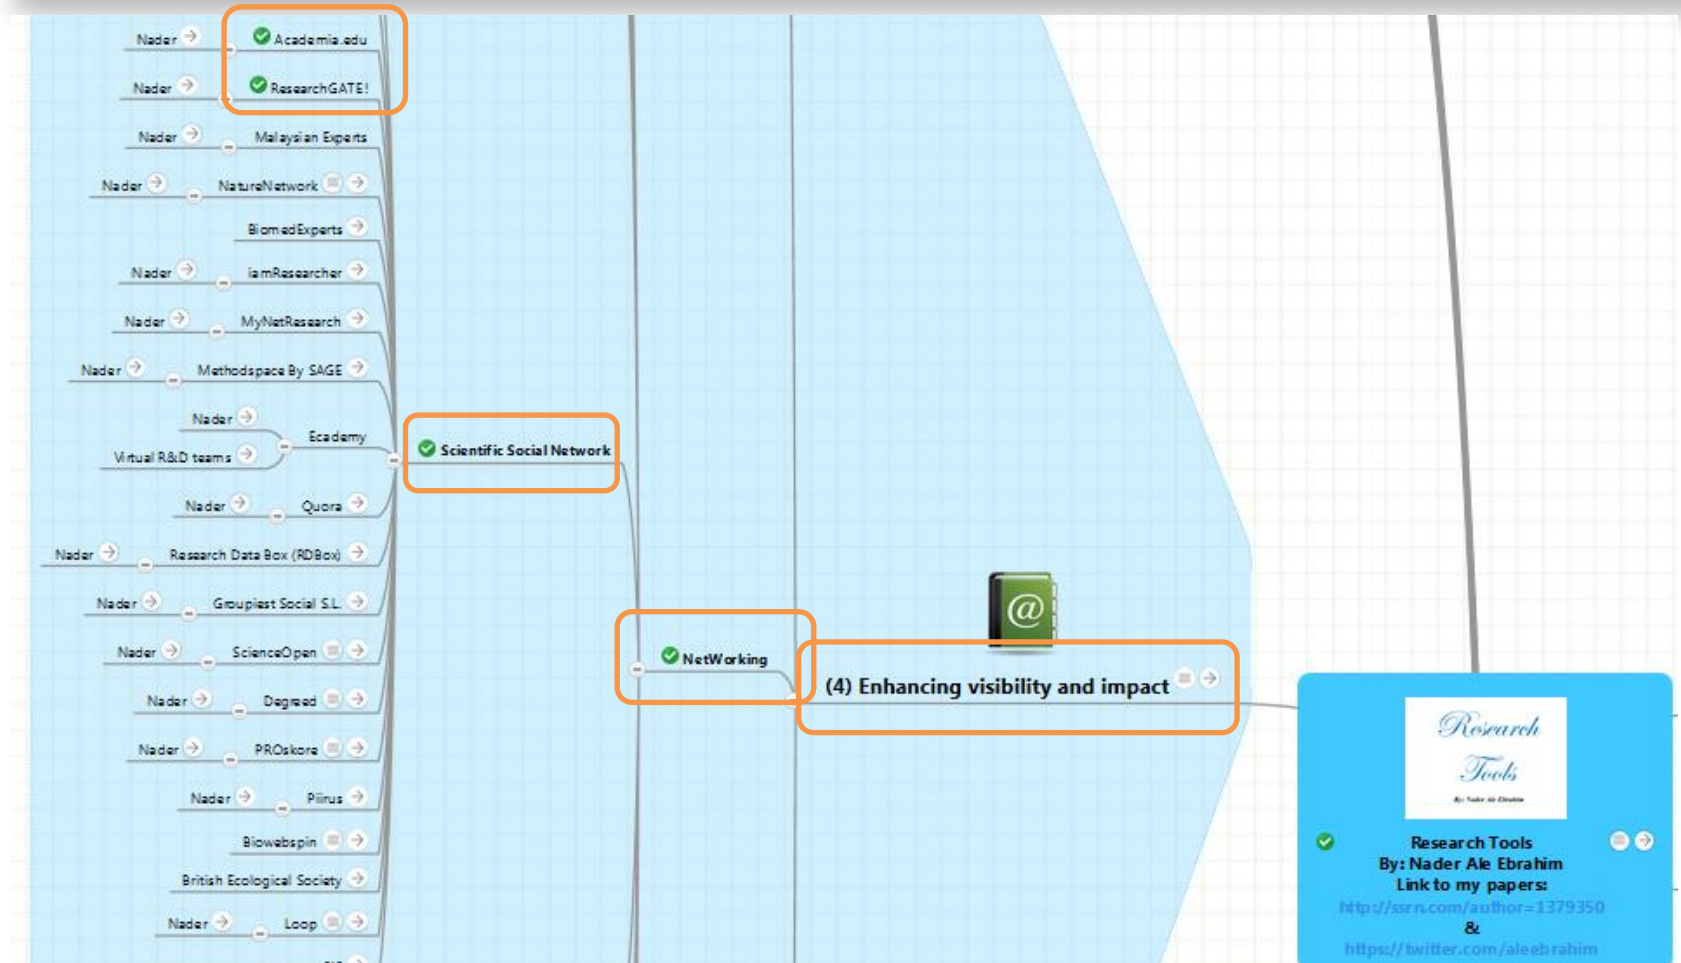 Nader Academia.edu
Nader ResearchGATE!
Nader Malaysian Experts
Nader NatureNetwork
BiomedExperts
Nader iamResearcher
Nader MyNetResearch
Nader Methodspace By SAGE
Nader
Ecademy
Virtual R&D teams
Scientific Social Network
Nader Quora
Nader Research Data Box (RDBox)
Nader Groupiest Social S.L.
Nader ScienceOpen
NetWorking
@
(4) Enhancing visibility and impact
Nader Degreed
Nader PROskore
Nader Piirus
Biowebspin
British Ecological Society
Nader Loop
Research
Tools
By: Nader Ale Ebrahim
Research Tools
By: Nader Ale Ebrahim
Link to my papers:
http://ssrn.com/author=1379350
&
https://twitter.com/aleebrahim